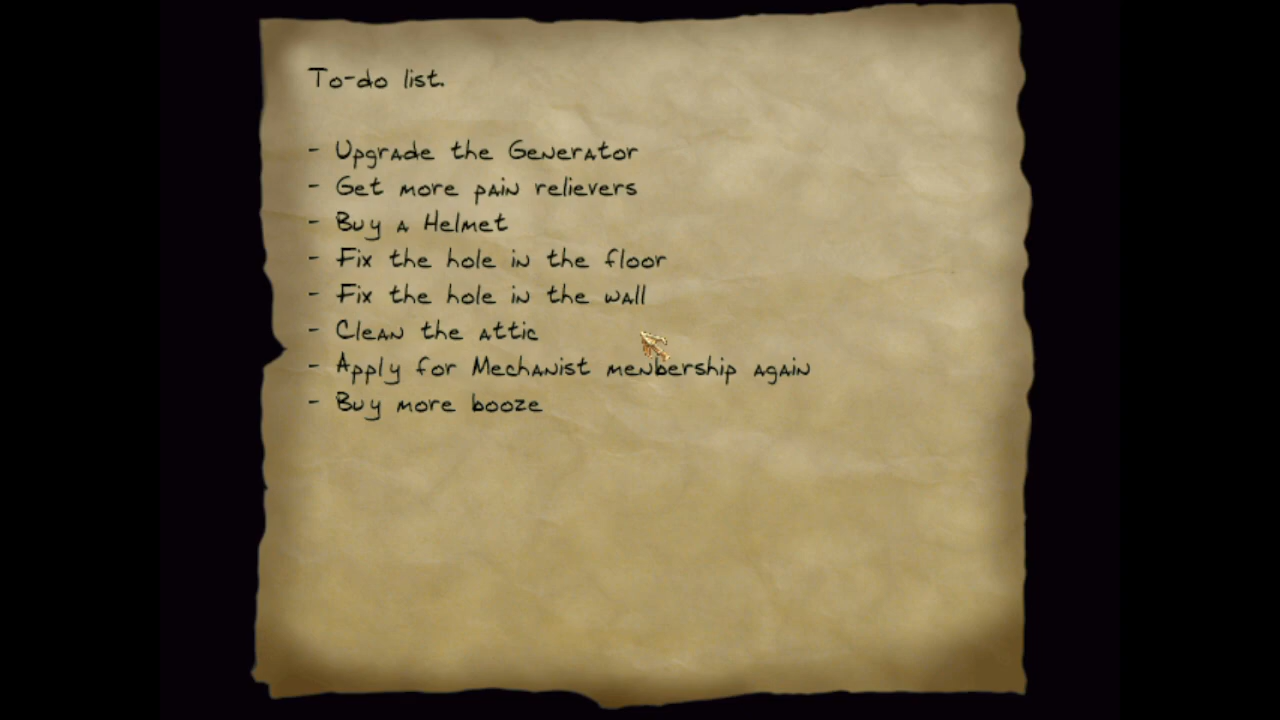 To-do list.
- Upgrade the Generator
- Get more pain relievers
- Buy a Helmet
- Fix the hole in the floor
- Fix the hole in the wall
- Clean the attic
- Apply for Mechanist menbership again
- Buy more booze